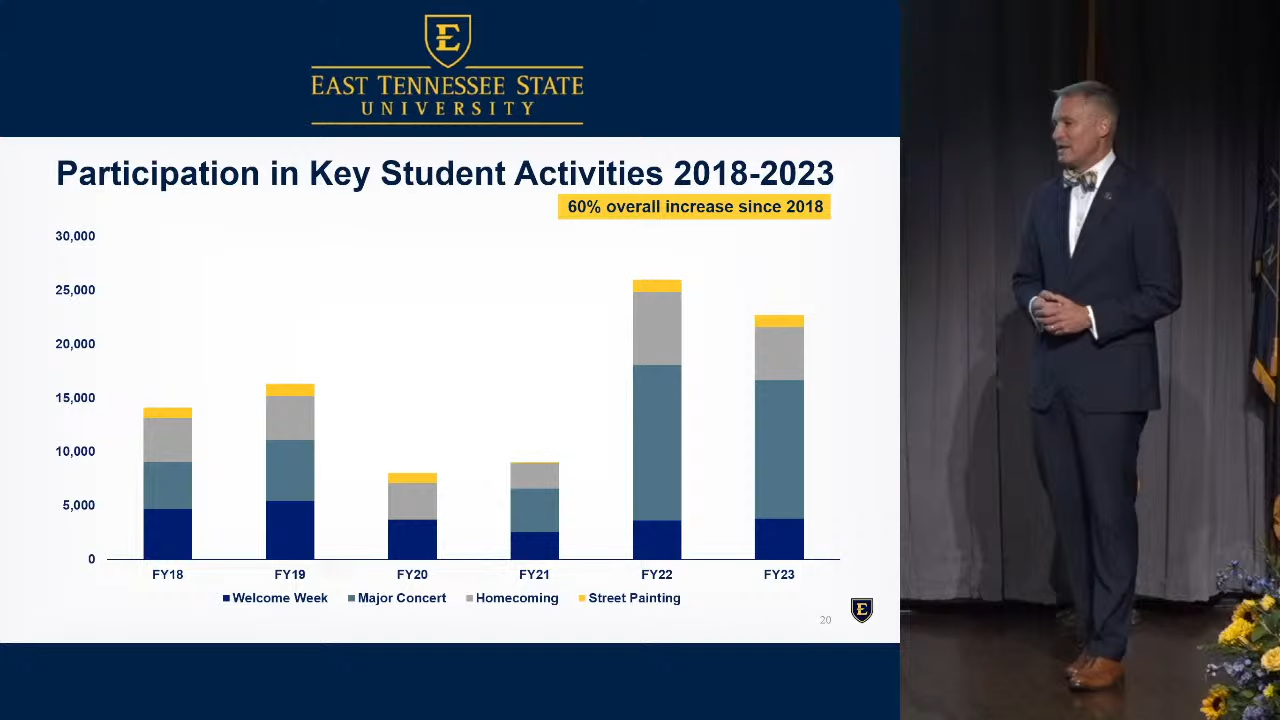 E
EAST TENNESSEE STATE
UNIVERSITY
Participation in Key Student Activities 2018-2023
60% overall increase since 2018
30,000
25,000
20,000
15,000
10,000
5,000
0
FY18 FY19 FY20 FY21 FY22 FY23
Welcome Week Major Concert Homecoming Street Painting
20
E